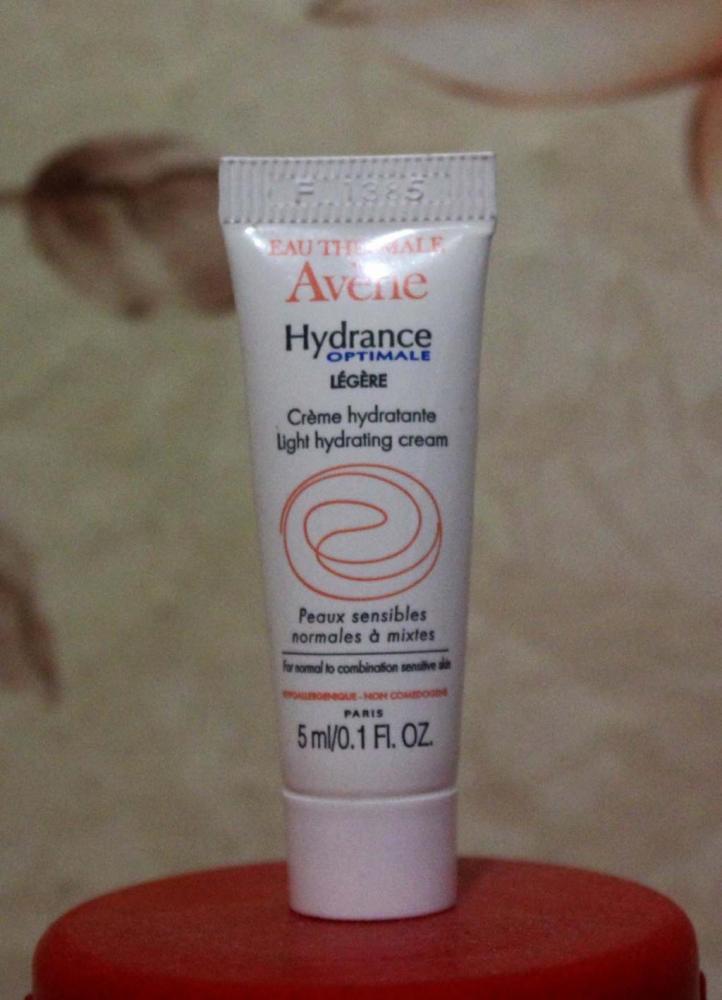 EAU THERMALE
Avène
Hydrance
OPTIMALE
LÉGÈRE
Crème hydratante
Light hydrating cream
Peaux sensibles
normales à mixtes
For normal to combination sensitive skin
HYPOALLERGENIQUE - NON COMEDOGENE
PARIS
5 ml/0.1 Fl. OZ.